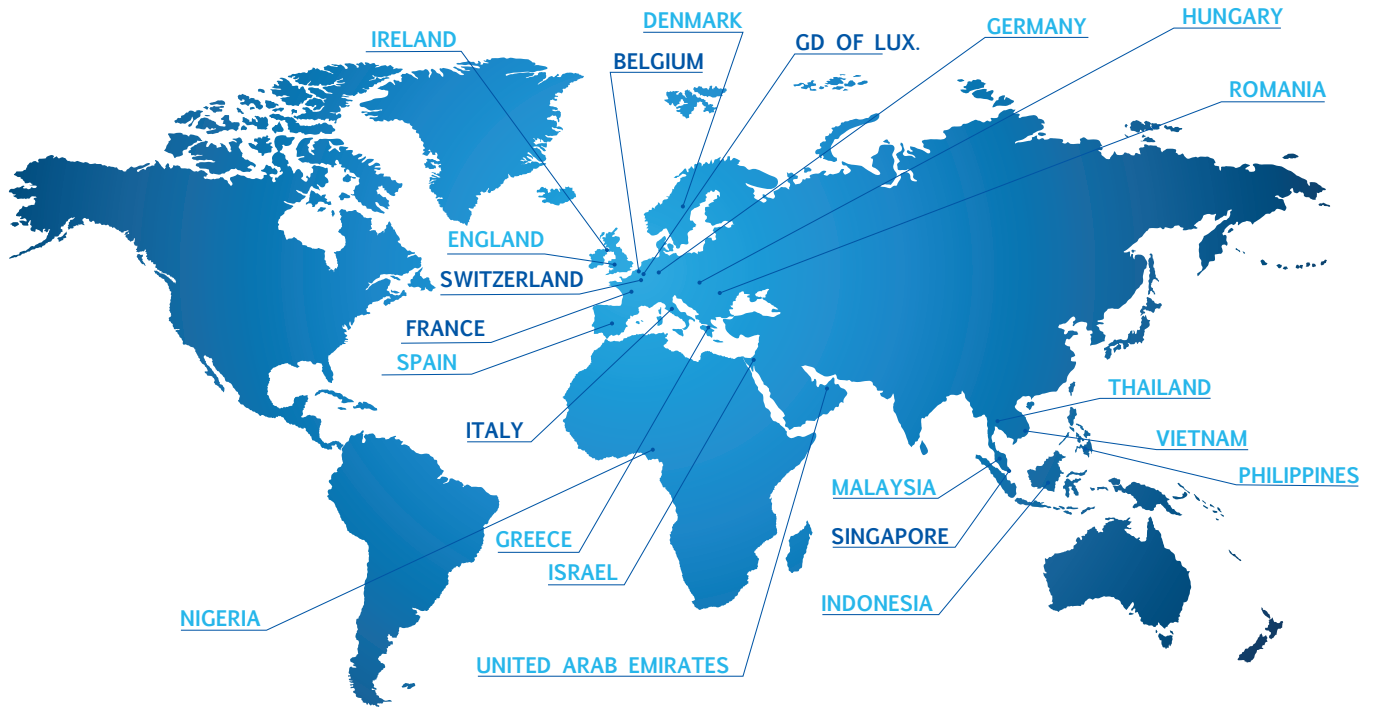 DENMARK
HUNGARY
IRELAND
GERMANY
GD OF LUX.
BELGIUM
ROMANIA
ENGLAND
SWITZERLAND
FRANCE
SPAIN
THAILAND
ITALY
VIETNAM
PHILIPPINES
MALAYSIA
SINGAPORE
GREECE
ISRAEL
INDONESIA
NIGERIA
UNITED ARAB EMIRATES